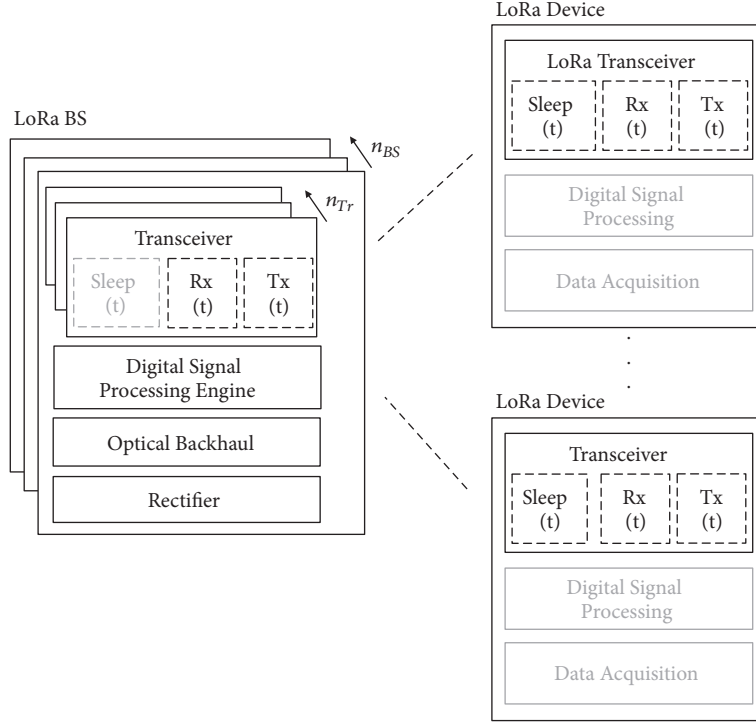 LoRa BS
n_BS
n_Tr
Transceiver
Sleep
(t)
Rx
(t)
Tx
(t)
Digital Signal
Processing Engine
Optical Backhaul
Rectifier
LoRa Device
LoRa Transceiver
Sleep
(t)
Rx
(t)
Tx
(t)
Digital Signal
Processing
Data Acquisition
LoRa Device
Transceiver
Sleep
(t)
Rx
(t)
Tx
(t)
Digital Signal
Processing
Data Acquisition